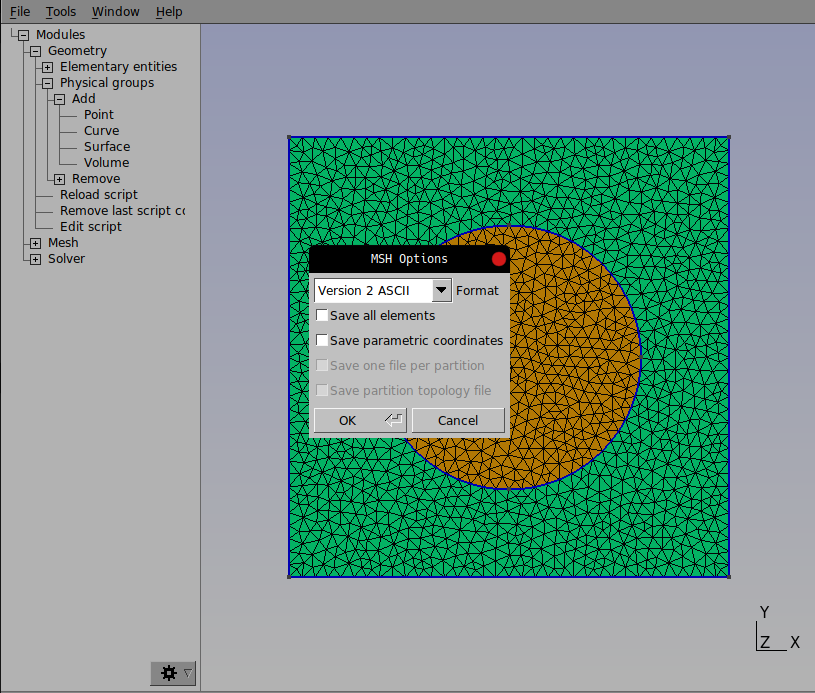 File Tools Window Help
Modules
Geometry
Elementary entities
Physical groups
Add
Point
Curve
Surface
Volume
Remove
Reload script
Remove last script co
Edit script
Mesh
Solver
MSH Options
Version 2 ASCII Format
Save all elements
Save parametric coordinates
Save one file per partition
Save partition topology file
OK Cancel
Y
Z X